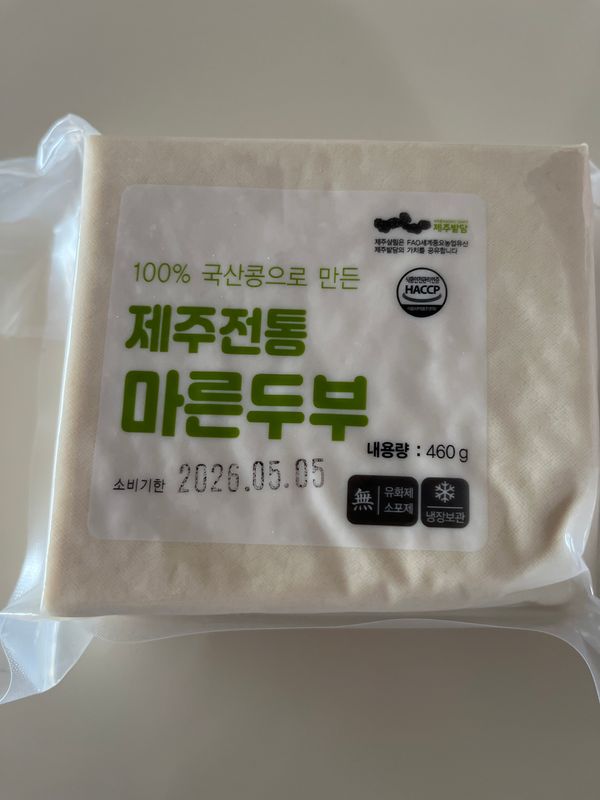 제주밭담
제주삼림은 FAO세계중요농업유산
제주밭담의 가치를 공유합니다
100% 국산콩으로 만든
HACCP
제주전통
마른두부
내용량 : 460 g
소비기한 2026.05.05
無 유화제
소포제
냉장보관